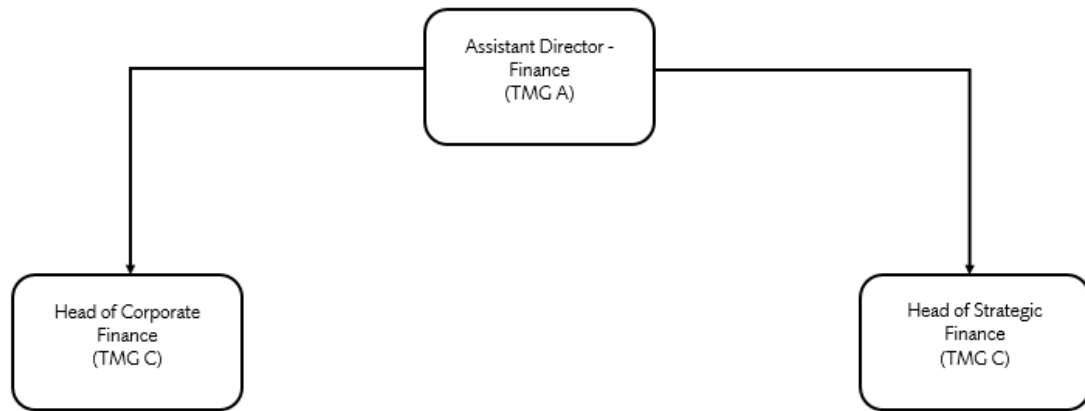 Assistant Director -
Finance
(TMG A)
Head of Corporate
Finance
(TMG C)
Head of Strategic
Finance
(TMG C)